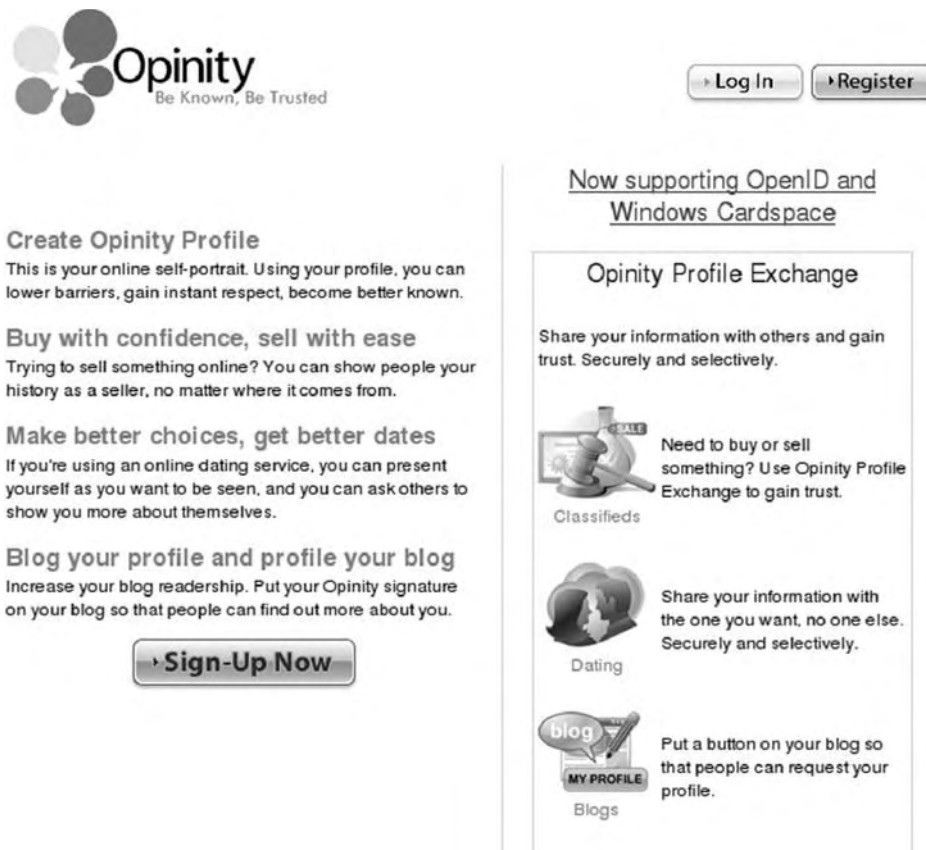 Opinity
Be Known, Be Trusted
Log In
Register
Create Opinity Profile
This is your online self-portrait. Using your profile, you can
lower barriers, gain instant respect, become better known.
Buy with confidence, sell with ease
Trying to sell something online? You can show people your
history as a seller, no matter where it comes from.
Make better choices, get better dates
If you're using an online dating service, you can present
yourself as you want to be seen, and you can ask others to
show you more about themselves.
Blog your profile and profile your blog
Increase your blog readership. Put your Opinity signature
on your blog so that people can find out more about you.
Sign-Up Now
Now supporting OpenID and
Windows Cardspace
Opinity Profile Exchange
Share your information with others and gain
trust. Securely and selectively.
SALE
Classifieds
Need to buy or sell
something? Use Opinity Profile
Exchange to gain trust.
Dating
Share your information with
the one you want, no one else.
Securely and selectively.
blog
MY PROFILE
Blogs
Put a button on your blog so
that people can request your
profile.